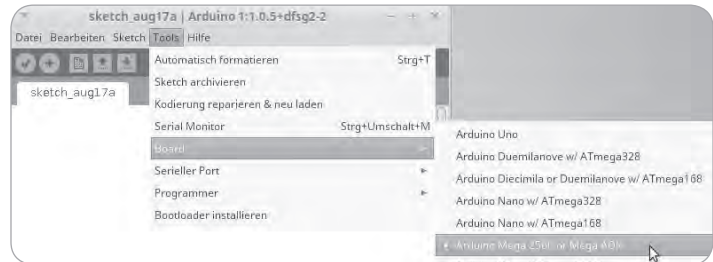 sketch_aug17a | Arduino 1:1.0.5+dfsg2-2
Datei Bearbeiten Sketch Tools Hilfe
Automatisch formatieren Strg+T
Sketch archivieren
sketch_aug17a
Kodierung reparieren & neu laden
Serial Monitor Strg+Umschalt+M
Board
Serieller Port
Programmer
Bootloader installieren
Arduino Uno
Arduino Duemilanove w/ ATmega328
Arduino Diecimila or Duemilanove w/ ATmega168
Arduino Nano w/ ATmega328
Arduino Nano w/ ATmega168
Arduino Mega 2560 or Mega ADK